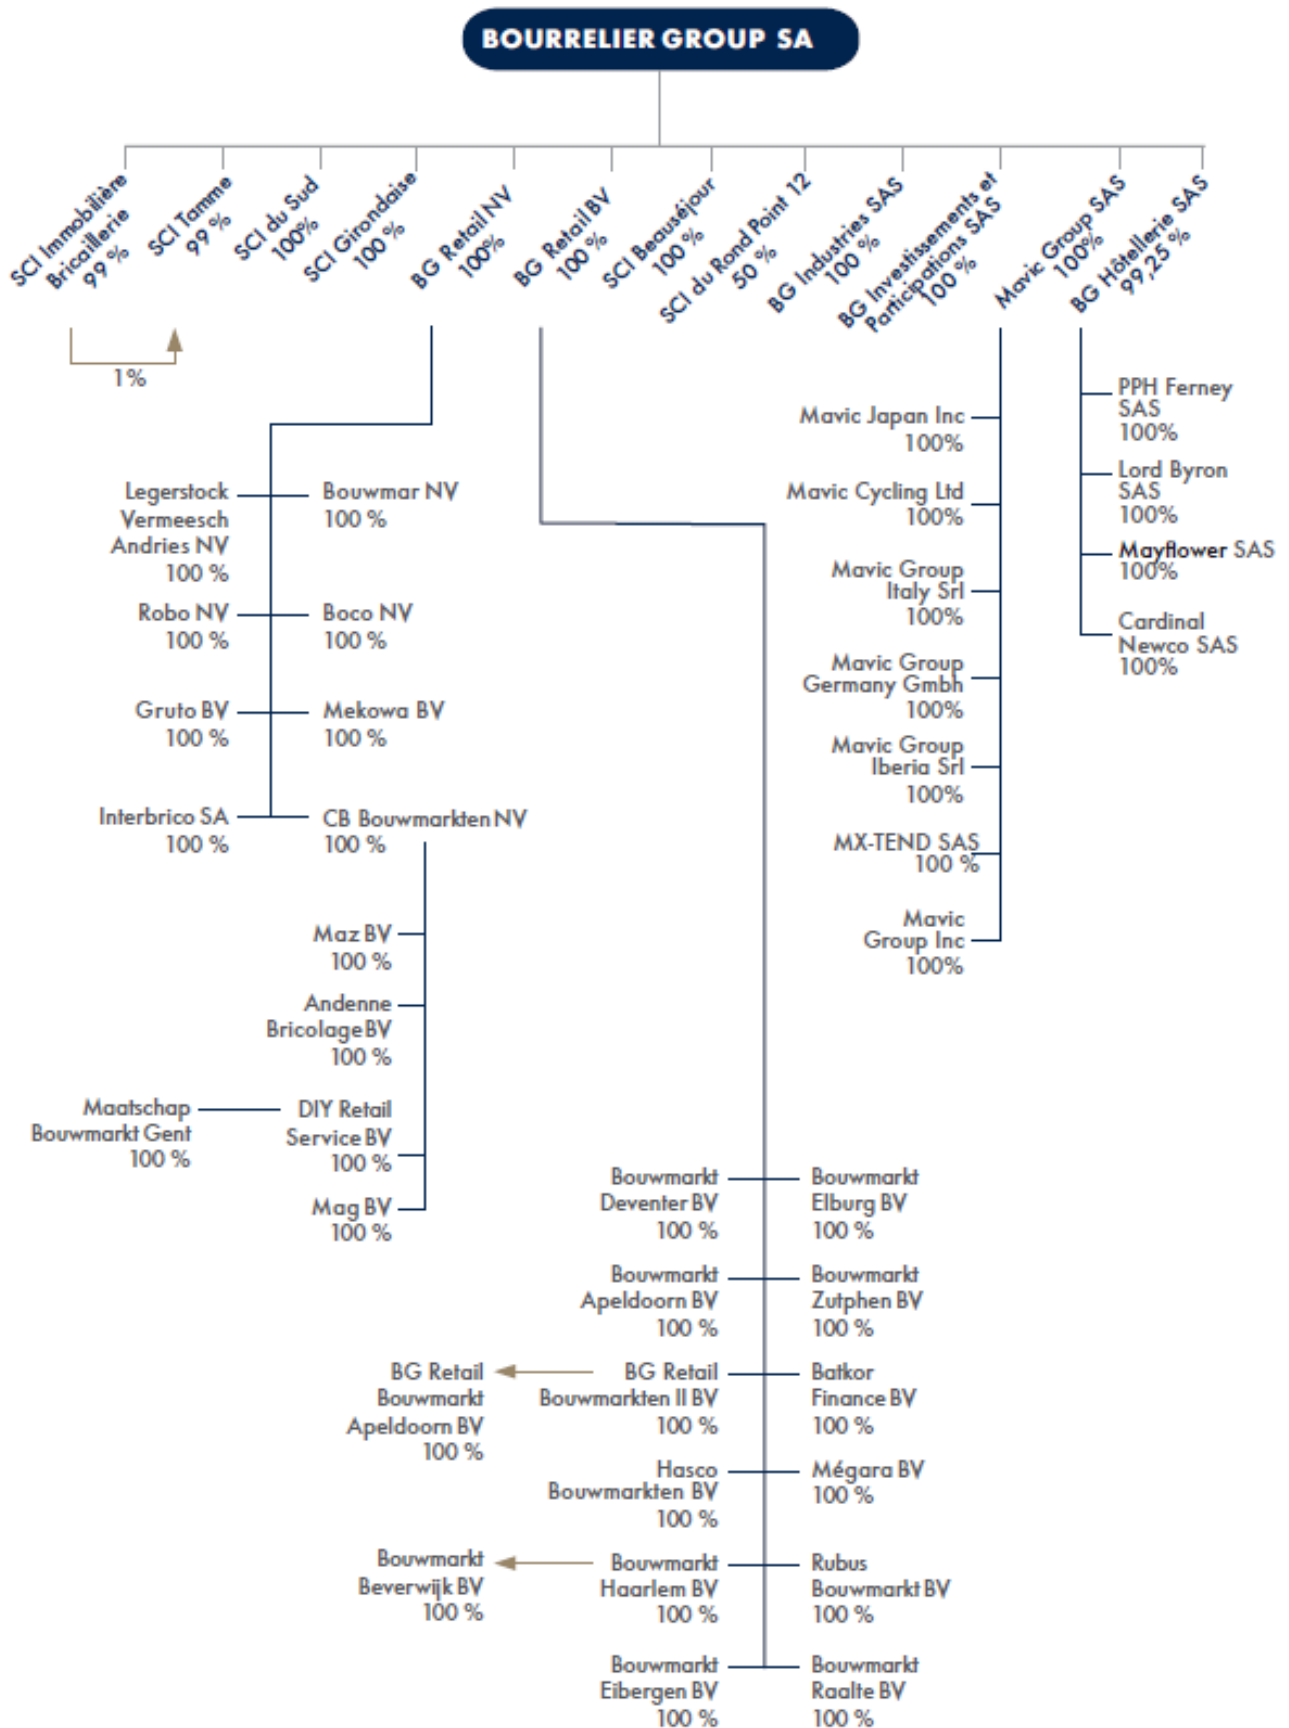 BOURRELIER GROUP SA
SCI Immobilière
Bricaillerie
99 %
SCI Tamme
99 %
SCI du Sud
100%
SCI Girondaise
100 %
BG Retail NV
100%
BG Retail BV
100 %
SCI Beauséjour
100 %
SCI du Rond Point 12
50 %
BG Industries SAS
100 %
BG Investissements et
Participations SAS
100 %
Mavic Group SAS
100%
BG Hôtellerie SAS
99,25 %
1%
Legerstock
Vermeesch
Andries NV
100 %
Bouwmar NV
100 %
Robo NV
100 %
Boco NV
100 %
Gruto BV
100 %
Mekowa BV
100 %
Interbrico SA
100 %
CB Bouwmarkten NV
100 %
Maz BV
100 %
Andenne
Bricolage BV
100 %
Maatschap
Bouwmarkt Gent
100 %
DIY Retail
Service BV
100 %
Mag BV
100 %
Bouwmarkt
Deventer BV
100 %
Bouwmarkt
Elburg BV
100 %
Bouwmarkt
Apeldoorn BV
100 %
Bouwmarkt
Zutphen BV
100 %
BG Retail
Bouwmarkt
Apeldoorn BV
100 %
BG Retail
Bouwmarkten II BV
100 %
Batkor
Finance BV
100 %
Hasco
Bouwmarkten BV
100 %
Mégara BV
100 %
Bouwmarkt
Beverwijk BV
100 %
Bouwmarkt
Haarlem BV
100 %
Rubus
Bouwmarkt BV
100 %
Bouwmarkt
Eibergen BV
100 %
Bouwmarkt
Raalte BV
100 %
Mavic Japan Inc
100%
Mavic Cycling Ltd
100%
Mavic Group
Italy Srl
100%
Mavic Group
Germany Gmbh
100%
Mavic Group
Iberia Srl
100%
MX-TEND SAS
100 %
Mavic
Group Inc
100%
PPH Ferney
SAS
100%
Lord Byron
SAS
100%
Mayflower SAS
100%
Cardinal
Newco SAS
100%